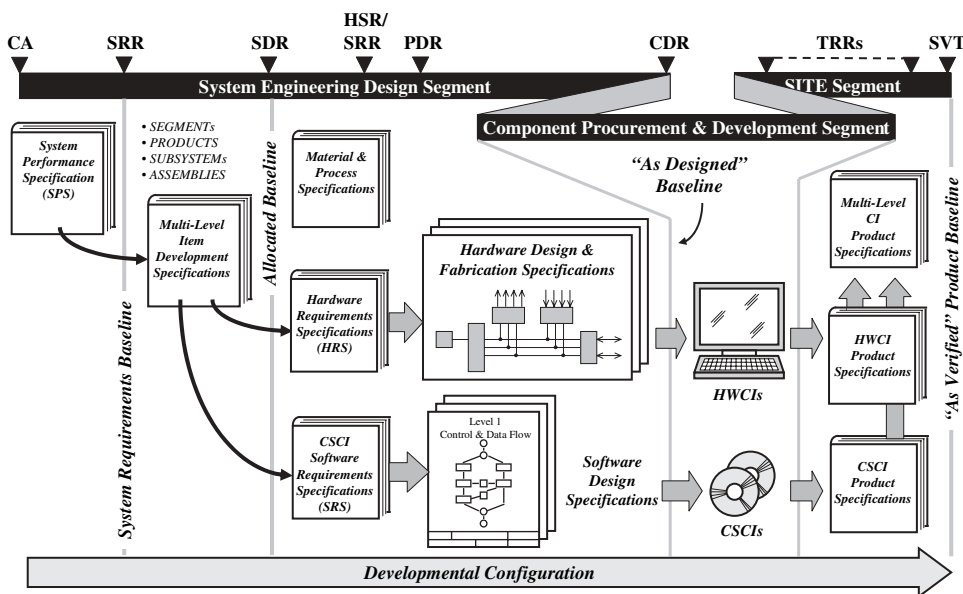 HSR/
CA
SRR
SDR
SRR
PDR
CDR
TRRs
SVT
System Engineering Design Segment
SITE Segment
Component Procurement & Development Segment
System
Performance
Specification
(SPS)
• SEGMENTs
• PRODUCTS
• SUBSYSTEMs
• ASSEMBLIES
Multi-Level
Item
Development
Specifications
System Requirements Baseline
Allocated Baseline
Material &
Process
Specifications
Hardware
Requirements
Specifications
(HRS)
CSCI
Software
Requirements
Specifications
(SRS)
Hardware Design &
Fabrication Specifications
Level 1
Control & Data Flow
Software
Design
Specifications
“As Designed”
Baseline
HWCIs
CSCIs
Multi-Level
CI
Product
Specifications
HWCI
Product
Specifications
CSCI
Product
Specifications
“As Verified” Product Baseline
Developmental Configuration